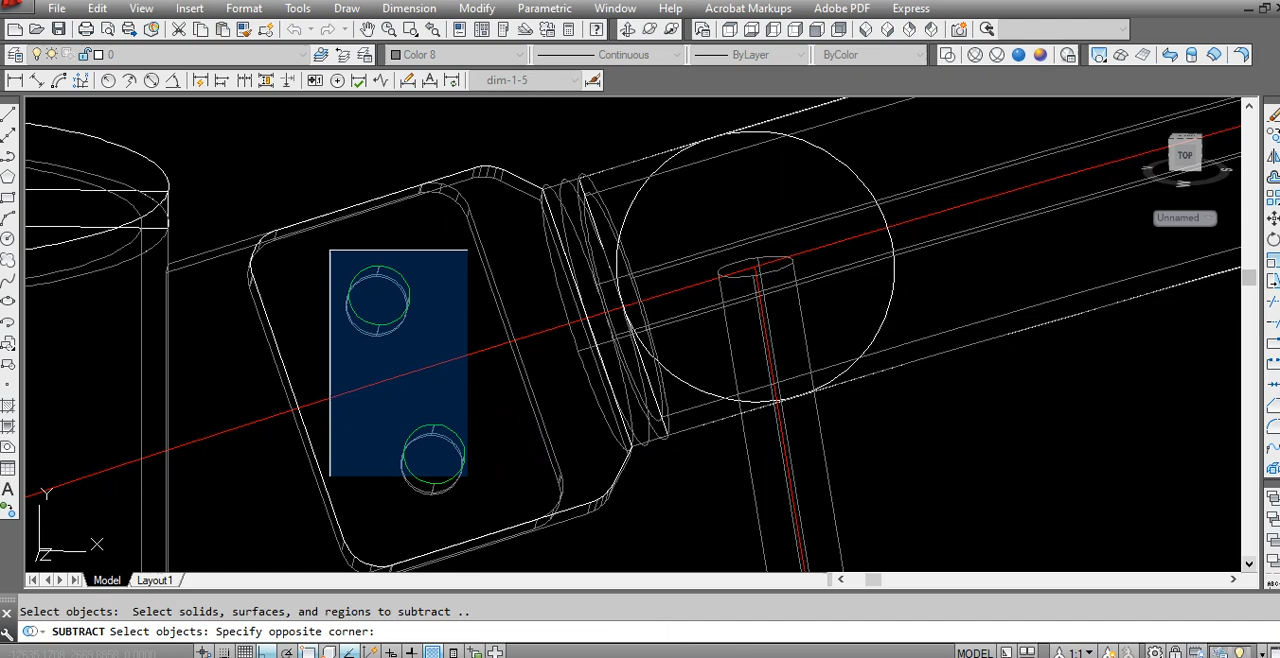 File Edit View Insert Format Tools Draw Dimension Modify Parametric Window Help Acrobat Markups Adobe PDF Express
0 Color 8 Continuous ByLayer ByColor
dim-1-5
TOP
W S
Unnamed
Y
X
Z
Model Layout1
Select objects: Select solids, surfaces, and regions to subtract ..
SUBTRACT Select objects: Specify opposite corner:
MODEL 1:1